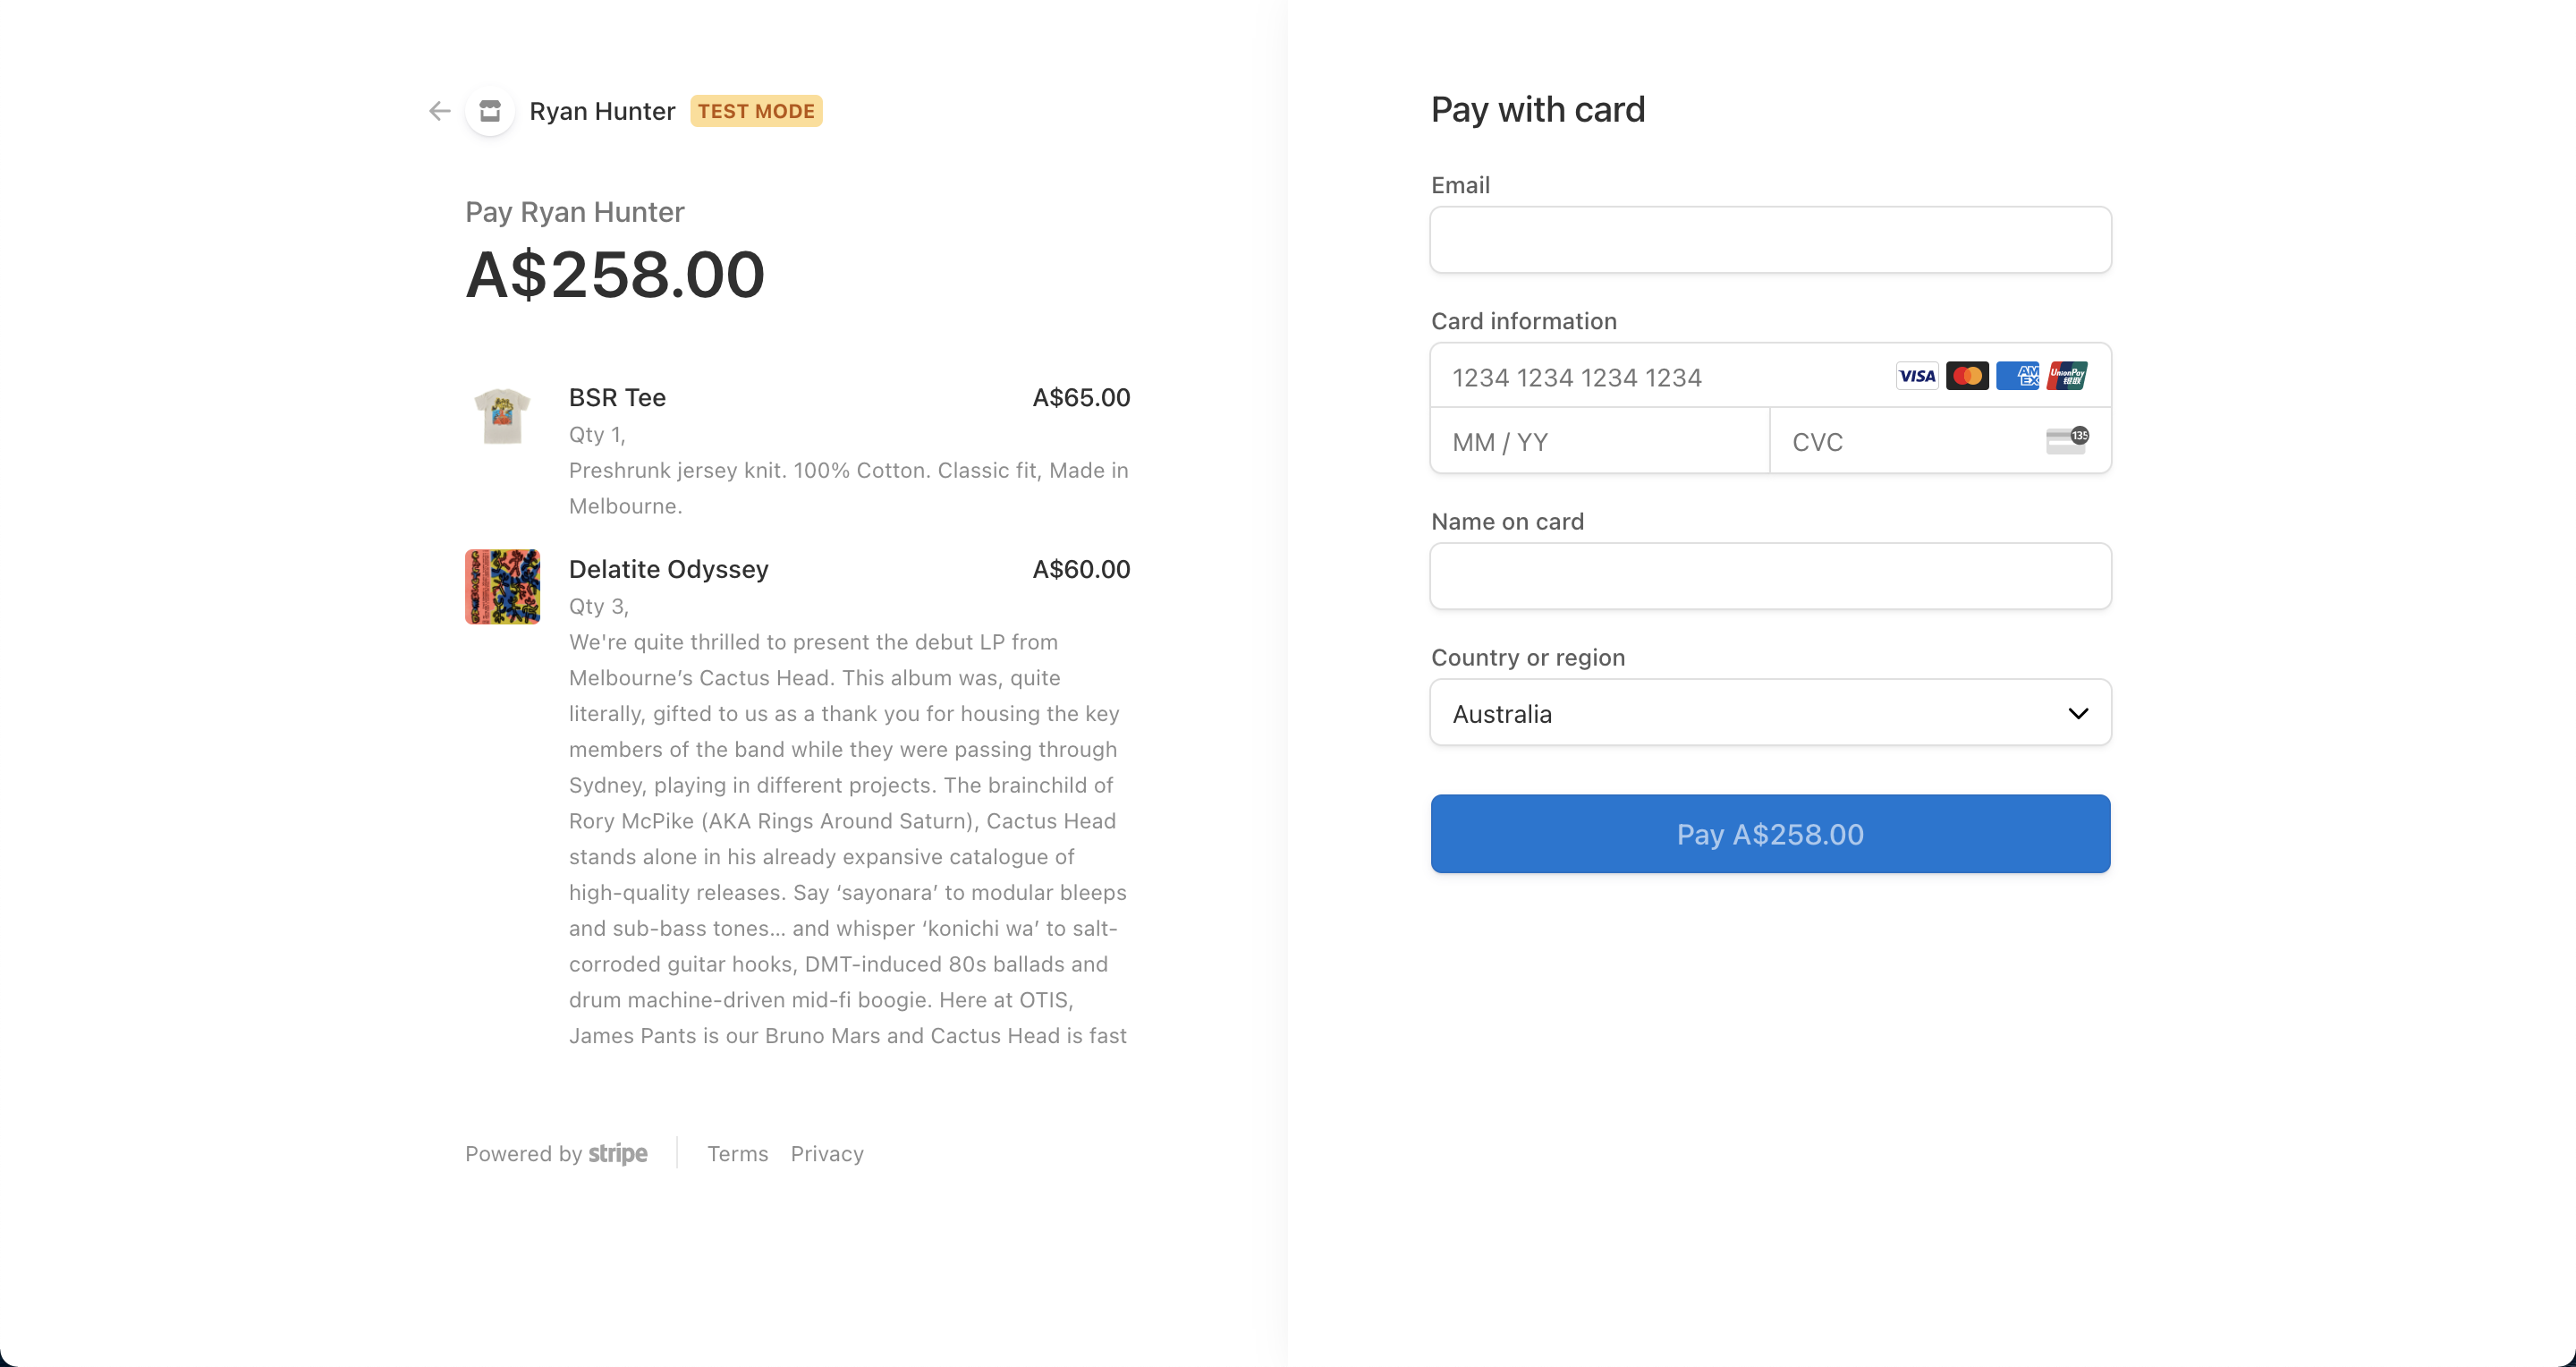 Ryan Hunter TEST MODE
Pay Ryan Hunter
A$258.00
BSR Tee A$65.00
Qty 1,
Preshrunk jersey knit. 100% Cotton. Classic fit, Made in
Melbourne.
Delatite Odyssey A$60.00
Qty 3,
We're quite thrilled to present the debut LP from
Melbourne’s Cactus Head. This album was, quite
literally, gifted to us as a thank you for housing the key
members of the band while they were passing through
Sydney, playing in different projects. The brainchild of
Rory McPike (AKA Rings Around Saturn), Cactus Head
stands alone in his already expansive catalogue of
high-quality releases. Say ‘sayonara’ to modular bleeps
and sub-bass tones... and whisper ‘konichi wa’ to salt-
corroded guitar hooks, DMT-induced 80s ballads and
drum machine-driven mid-fi boogie. Here at OTIS,
James Pants is our Bruno Mars and Cactus Head is fast
Powered by stripe Terms Privacy
Pay with card
Email
Card information
1234 1234 1234 1234 VISA AM EX UnionPay 银联
MM / YY CVC 135
Name on card
Country or region
Australia
Pay A$258.00